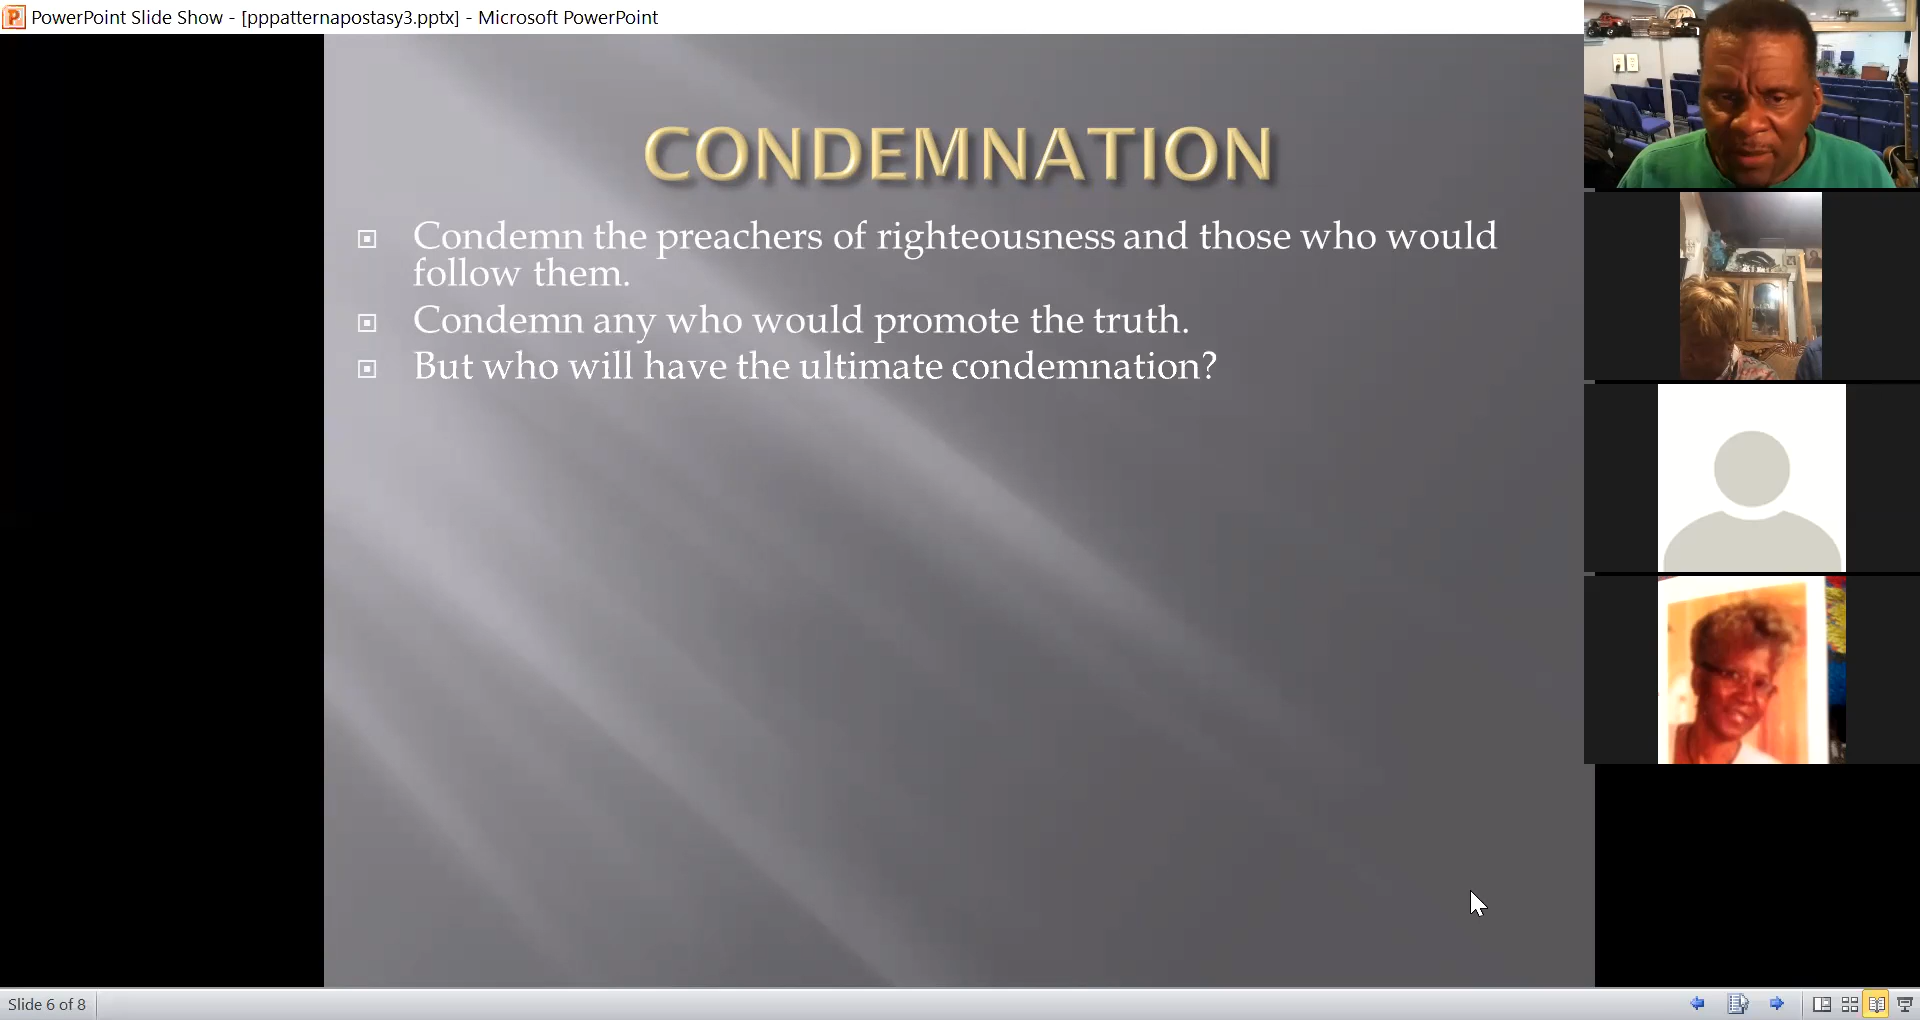 PowerPoint Slide Show - [pppatternapostasy3.pptx] - Microsoft PowerPoint
CONDEMNATION
Condemn the preachers of righteousness and those who would
follow them.
Condemn any who would promote the truth.
But who will have the ultimate condemnation?
Slide 6 of 8